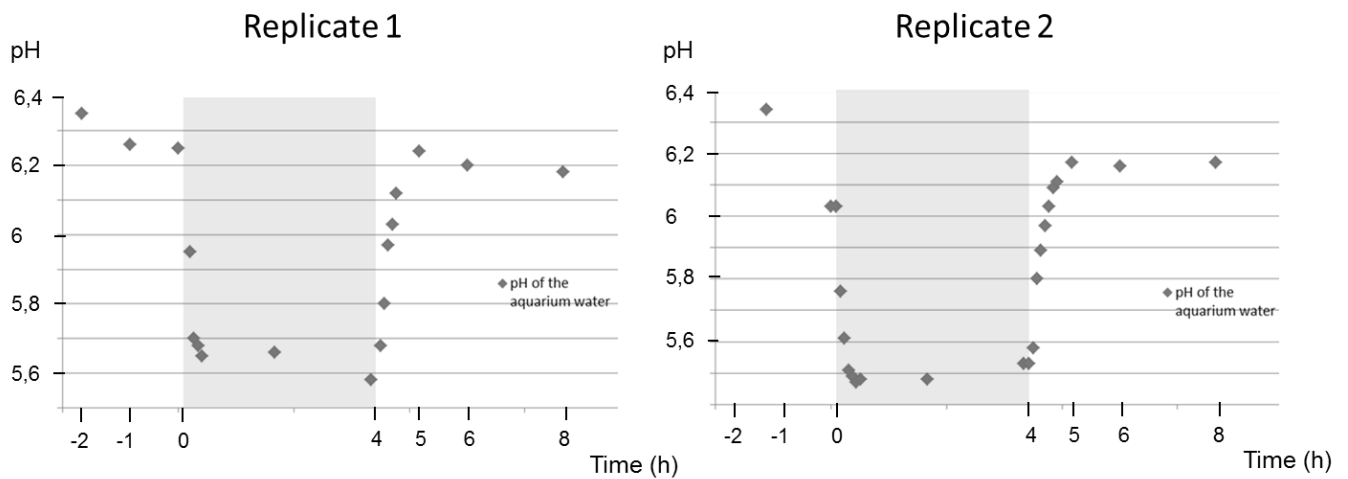 Replicate 1
pH
6,4
6,2
6
5,8
5,6
pH of the
aquarium water
-2 -1 0 4 5 6 8
Time (h)
Replicate 2
pH
6,4
6,2
6
5,8
5,6
pH of the
aquarium water
-2 -1 0 4 5 6 8
Time (h)